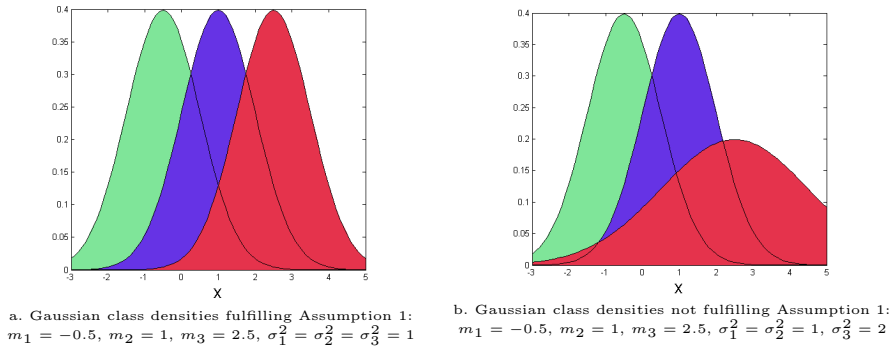 0.4
0.35
0.3
0.25
0.2
0.15
0.1
0.05
0
-3 -2 -1 0 1 2 3 4 5
X
a. Gaussian class densities fulfilling Assumption 1:
m₁ = −0.5, m₂ = 1, m₃ = 2.5, σ₁² = σ₂² = σ₃² = 1
0.4
0.35
0.3
0.25
0.2
0.15
0.1
0.05
0
-3 -2 -1 0 1 2 3 4 5
X
b. Gaussian class densities not fulfilling Assumption 1:
m₁ = −0.5, m₂ = 1, m₃ = 2.5, σ₁² = σ₂² = 1, σ₃² = 2